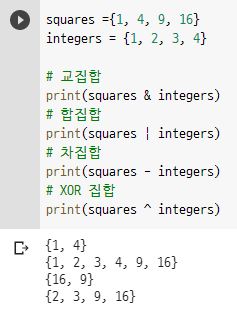 squares ={1, 4, 9, 16}
integers = {1, 2, 3, 4}
# 교집합
print(squares & integers)
# 합집합
print(squares | integers)
# 차집합
print(squares - integers)
# XOR 집합
print(squares ^ integers)
{1, 4}
{1, 2, 3, 4, 9, 16}
{16, 9}
{2, 3, 9, 16}